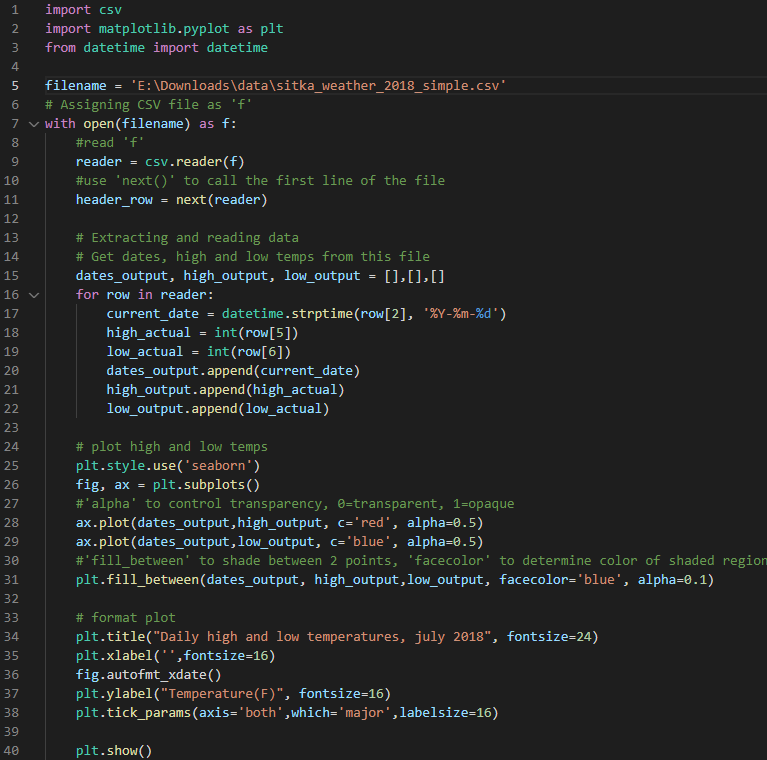 1 import csv
2 import matplotlib.pyplot as plt
3 from datetime import datetime
4
5 filename = 'E:\Downloads\data\sitka_weather_2018_simple.csv'
6 # Assigning CSV file as 'f'
7 with open(filename) as f:
8     #read 'f'
9     reader = csv.reader(f)
10     #use 'next()' to call the first line of the file
11     header_row = next(reader)
12
13     # Extracting and reading data
14     # Get dates, high and low temps from this file
15     dates_output, high_output, low_output = [],[],[]
16     for row in reader:
17         current_date = datetime.strptime(row[2], '%Y-%m-%d')
18         high_actual = int(row[5])
19         low_actual = int(row[6])
20         dates_output.append(current_date)
21         high_output.append(high_actual)
22         low_output.append(low_actual)
23
24     # plot high and low temps
25     plt.style.use('seaborn')
26     fig, ax = plt.subplots()
27     #'alpha' to control transparency, 0=transparent, 1=opaque
28     ax.plot(dates_output,high_output, c='red', alpha=0.5)
29     ax.plot(dates_output,low_output, c='blue', alpha=0.5)
30     #'fill_between' to shade between 2 points, 'facecolor' to determine color of shaded region
31     plt.fill_between(dates_output, high_output,low_output, facecolor='blue', alpha=0.1)
32
33     # format plot
34     plt.title("Daily high and low temperatures, july 2018", fontsize=24)
35     plt.xlabel('',fontsize=16)
36     fig.autofmt_xdate()
37     plt.ylabel("Temperature(F)", fontsize=16)
38     plt.tick_params(axis='both',which='major',labelsize=16)
39
40     plt.show()